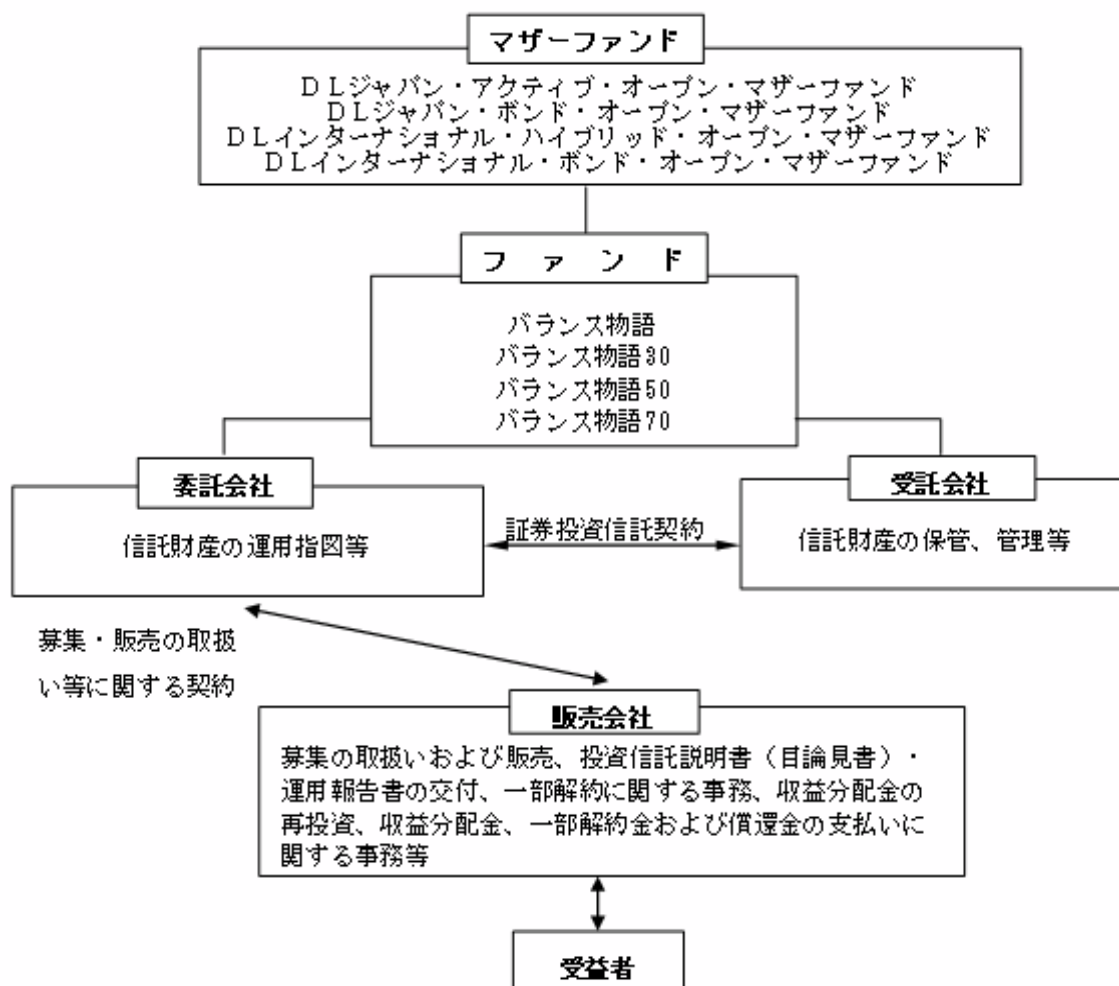 マザーファンド
ＤＬジャパン・アクティブ・オープン・マザーファンド
ＤＬジャパン・ボンド・オープン・マザーファンド
ＤＬインターナショナル・ハイブリッド・オープン・マザーファンド
ＤＬインターナショナル・ボンド・オープン・マザーファンド
ファンド
バランス物語
バランス物語30
バランス物語50
バランス物語70
委託会社
信託財産の運用指図等
証券投資信託契約
受託会社
信託財産の保管、管理等
募集・販売の取扱
い等に関する契約
販売会社
募集の取扱いおよび販売、投資信託説明書（目論見書）・
運用報告書の交付、一部解約に関する事務、収益分配金の
再投資、収益分配金、一部解約金および償還金の支払いに
関する事務等
受益者